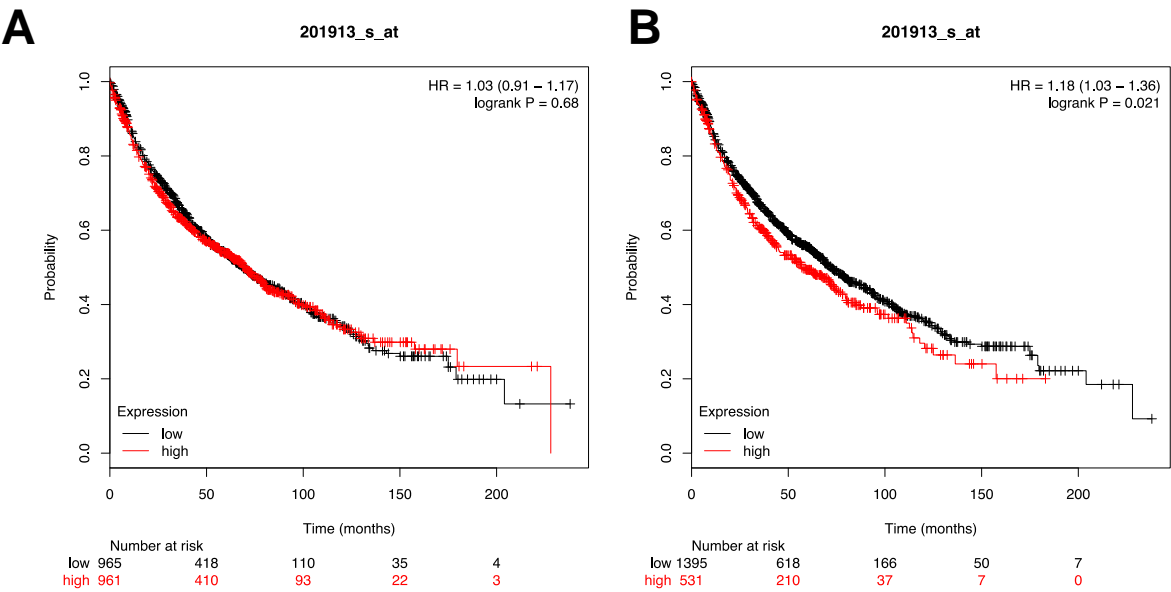 A
201913_s_at
HR = 1.03 (0.91 − 1.17)
logrank P = 0.68
1.0
0.8
0.6
0.4
0.2
0.0
Probability
Expression
low
high
0 50 100 150 200
Time (months)
Number at risk
low 965 418 110 35 4
high 961 410 93 22 3
B
201913_s_at
HR = 1.18 (1.03 − 1.36)
logrank P = 0.021
1.0
0.8
0.6
0.4
0.2
0.0
Probability
Expression
low
high
0 50 100 150 200
Time (months)
Number at risk
low 1395 618 166 50 7
high 531 210 37 7 0